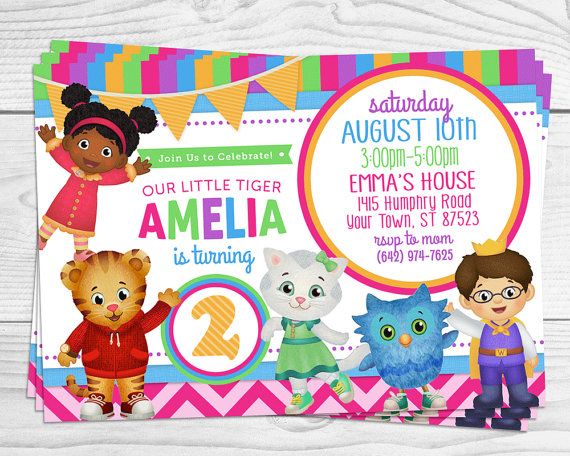 Join Us to Celebrate!
OUR LITTLE TIGER
AMELIA
is turning
2
saturday
AUGUST 10th
3:00pm-5:00pm
EMMA'S HOUSE
1415 Humphry Road
Your Town, ST 87523
rsvp to mom
(642) 974-7625
W